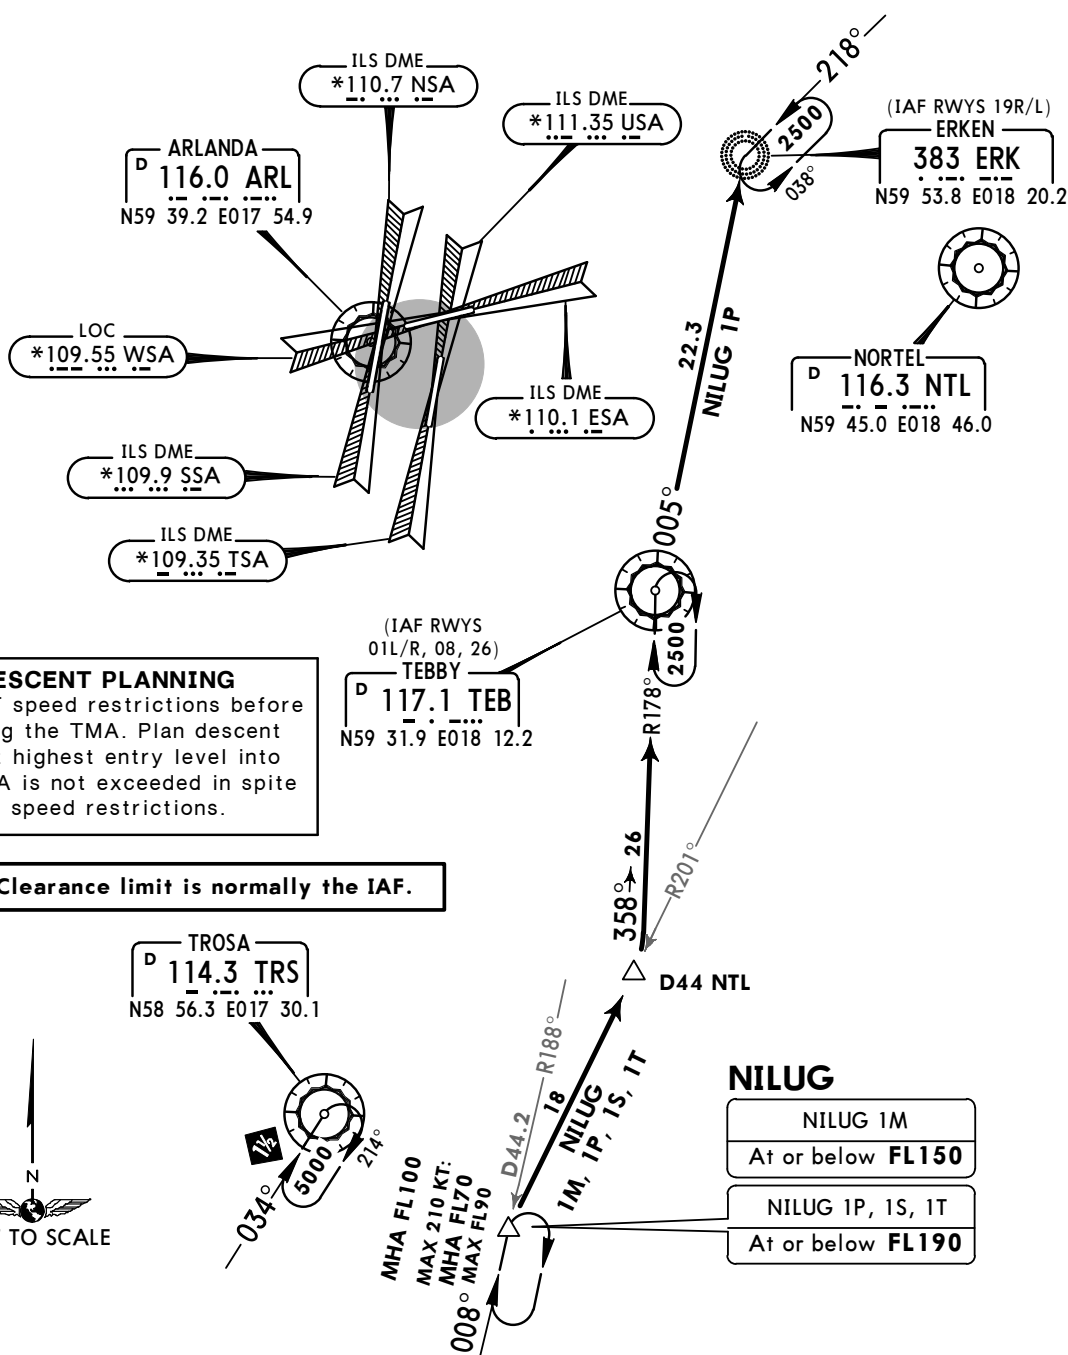 ILS DME
*110.7 NSA
ILS DME
*111.35 USA
ARLANDA
D 116.0 ARL
N59 39.2 E017 54.9
218°
2500
038°
(IAF RWYS 19R/L)
ERKEN
383 ERK
N59 53.8 E018 20.2
LOC
*109.55 WSA
22.3
NILUG 1P
NORTEL
D 116.3 NTL
N59 45.0 E018 46.0
ILS DME
*110.1 ESA
ILS DME
*109.9 SSA
005°
ILS DME
*109.35 TSA
(IAF RWYS
01L/R, 08, 26)
TEBBY
D 117.1 TEB
N59 31.9 E018 12.2
2500
R178°
ESCENT PLANNING
speed restrictions before
g the TMA. Plan descent
highest entry level into
A is not exceeded in spite
speed restrictions.
358° 26
R201°
Clearance limit is normally the IAF.
TROSA
D 114.3 TRS
N58 56.3 E017 30.1
D44 NTL
R188°
D44.2
18
NILUG
1M, 1P, 1S, 1T
1½
5000
214°
034°
N
TO SCALE
MHA FL100
MAX 210 KT:
MHA FL70
MAX FL90
008°
NILUG
NILUG 1M
At or below FL150
NILUG 1P, 1S, 1T
At or below FL190